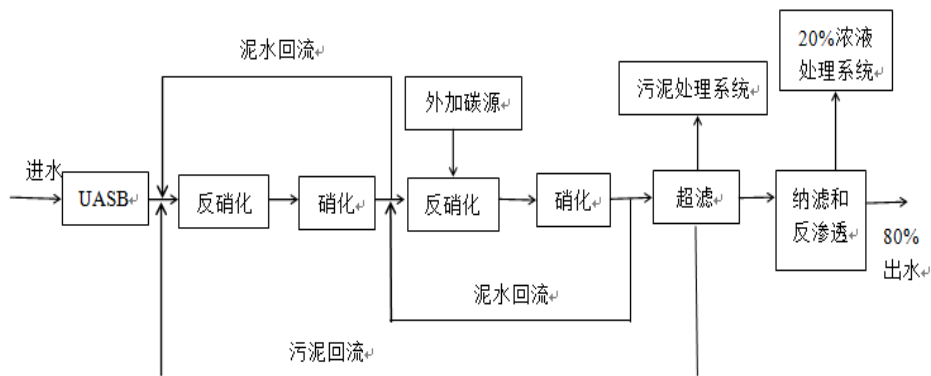 泥水回流
外加碳源
污泥处理系统
20%浓液
处理系统
进水
UASB
反硝化
硝化
反硝化
硝化
超滤
纳滤和
反渗透
80%
出水
泥水回流
污泥回流